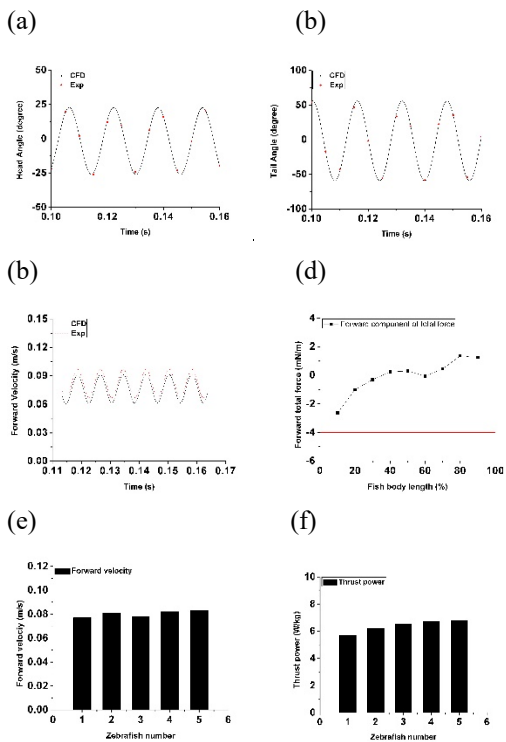 (a)
(b)
50
25
0
-25
-50
Head Angle (degree)
CFD
Exp
0.10 0.12 0.14 0.16
Time (s)
100
50
0
-50
-100
Tail Angle (degree)
CFD
Exp
0.10 0.12 0.14 0.16
Time (s)
(b)
(d)
0.15
0.12
0.09
0.06
0.03
0.00
Forward Velocity (m/s)
CFD
Exp
0.11 0.12 0.13 0.14 0.15 0.16 0.17
Time (s)
4
2
0
-2
-4
-6
Forward total force (mN/m)
Forward component of total force
0 20 40 60 80 100
Fish body length (%)
(e)
(f)
0.12
0.10
0.08
0.06
0.04
0.02
0.00
Forward velociy (m/s)
Forward velocity
0 1 2 3 4 5 6
Zebrafish number
10
8
6
4
2
0
Thrust power (W/kg)
Thrust power
0 1 2 3 4 5 6
Zebrafish number